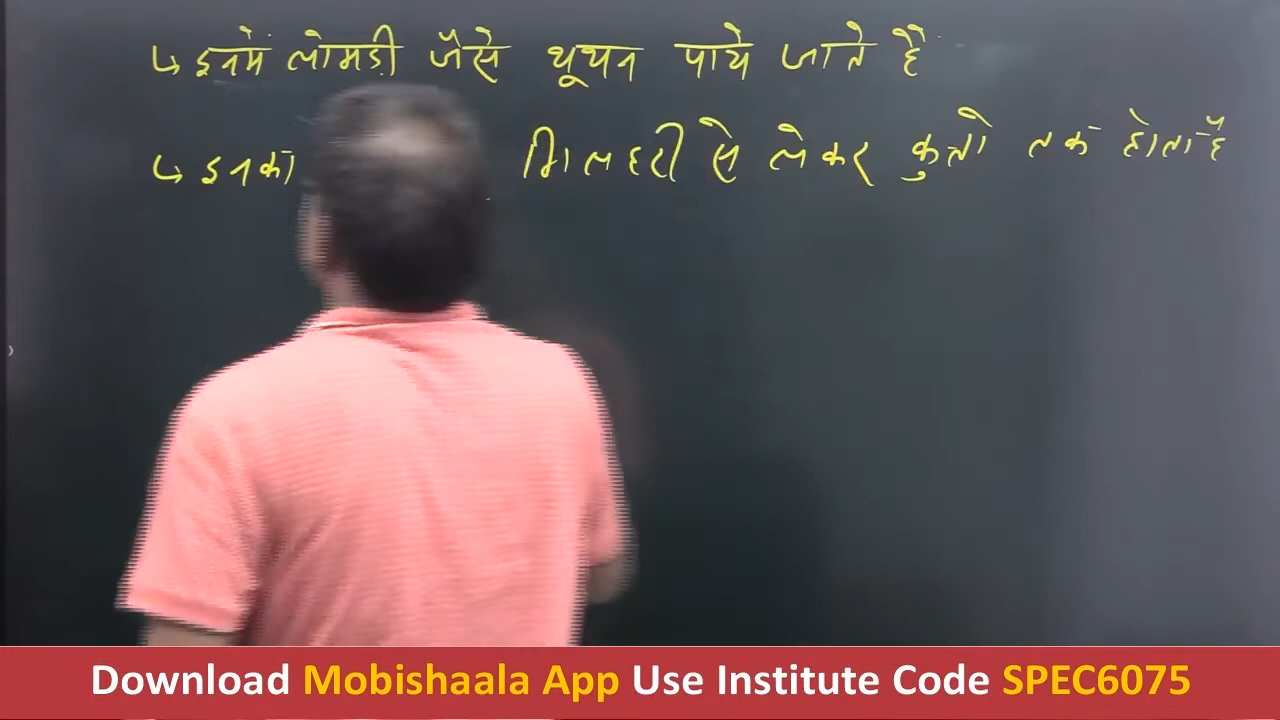 ↳ इनमें लोमड़ी जैसे थूथन पाये जाते है
↳ इनका गिलहरी से लेकर कुत्तो तक होता है
Download Mobishaala App Use Institute Code SPEC6075